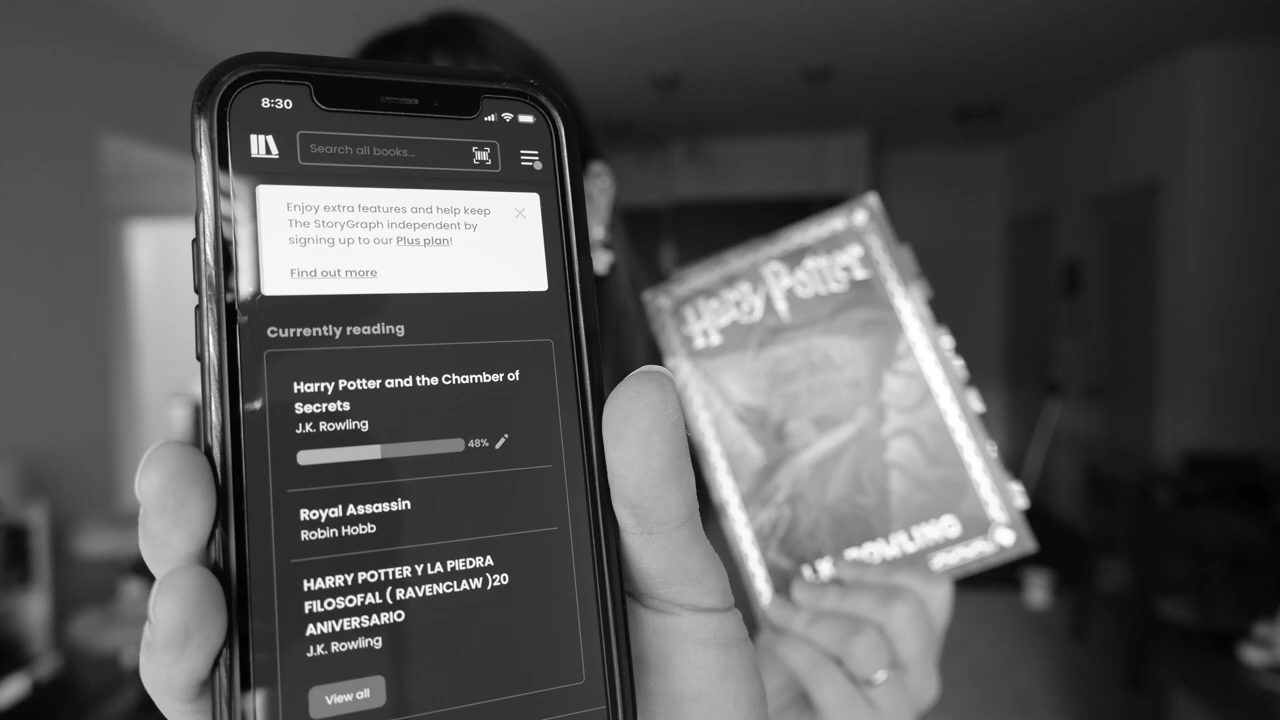 8:30
Search all books...
Enjoy extra features and help keep
The StoryGraph independent by
signing up to our Plus plan!
Find out more
Currently reading
Harry Potter and the Chamber of
Secrets
J.K. Rowling
48%
Royal Assassin
Robin Hobb
HARRY POTTER Y LA PIEDRA
FILOSOFAL ( RAVENCLAW )20
ANIVERSARIO
J.K. Rowling
View all
Harry Potter
J.K. ROWLING